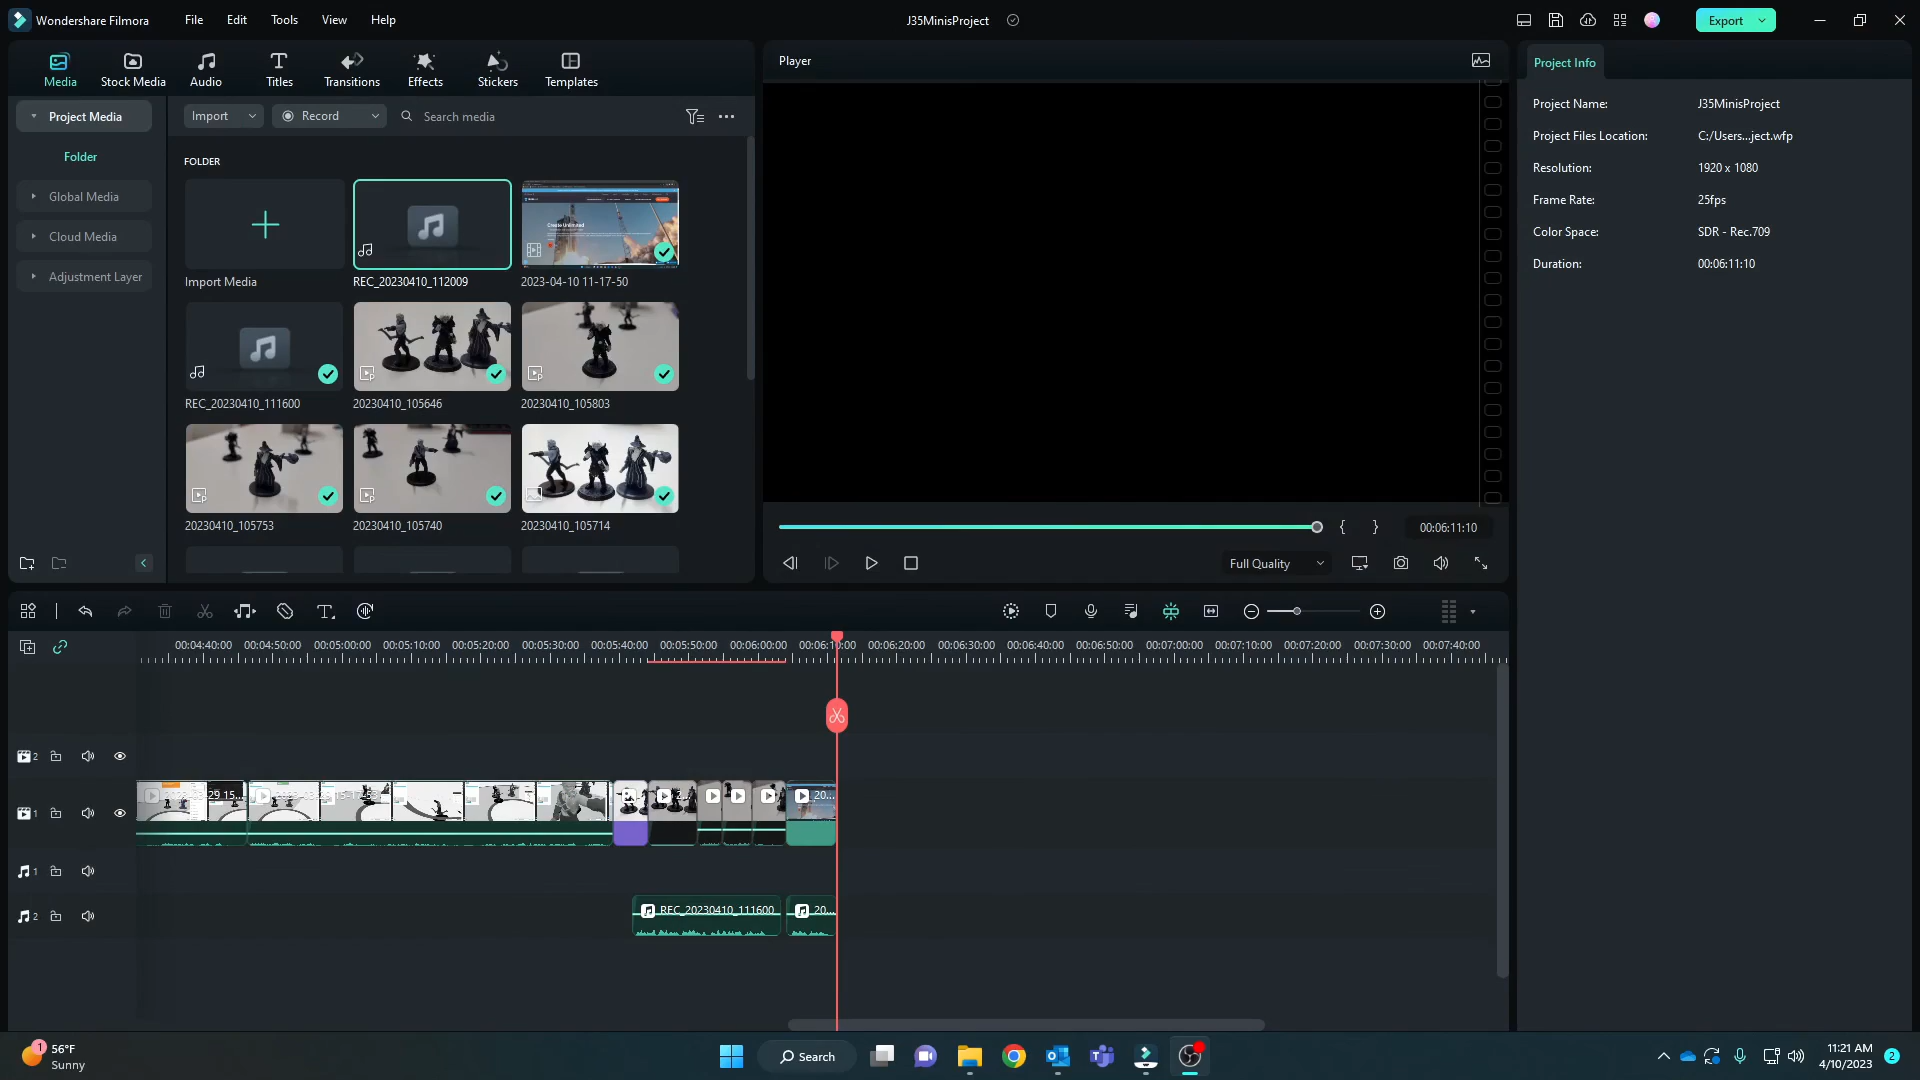 Wondershare Filmora File Edit Tools View Help J35MinisProject Export
Media Stock Media Audio Titles Transitions Effects Stickers Templates
Player
Project Info
Project Media
Folder
Global Media
Cloud Media
Adjustment Layer
Import Record Search media
FOLDER
Import Media REC_20230410_112009 2023-04-10 11-17-50
REC_20230410_111600 20230410_105646 20230410_105803
20230410_105753 20230410_105740 20230410_105714
{ } 00:06:11:10
Full Quality
Project Name: J35MinisProject
Project Files Location: C:/Users...ject.wfp
Resolution: 1920 x 1080
Frame Rate: 25fps
Color Space: SDR - Rec.709
Duration: 00:06:11:10
00:04:40:00 00:04:50:00 00:05:00:00 00:05:10:00 00:05:20:00 00:05:30:00 00:05:40:00 00:05:50:00 00:06:00:00 00:06:10:00 00:06:20:00 00:06:30:00 00:06:40:00 00:06:50:00 00:07:00:00 00:07:10:00 00:07:20:00 00:07:30:00 00:07:40:00
2
20...
1
1
2 REC_20230410_111600 20...
1
56°F
Sunny
Search
11:21 AM
4/10/2023
2